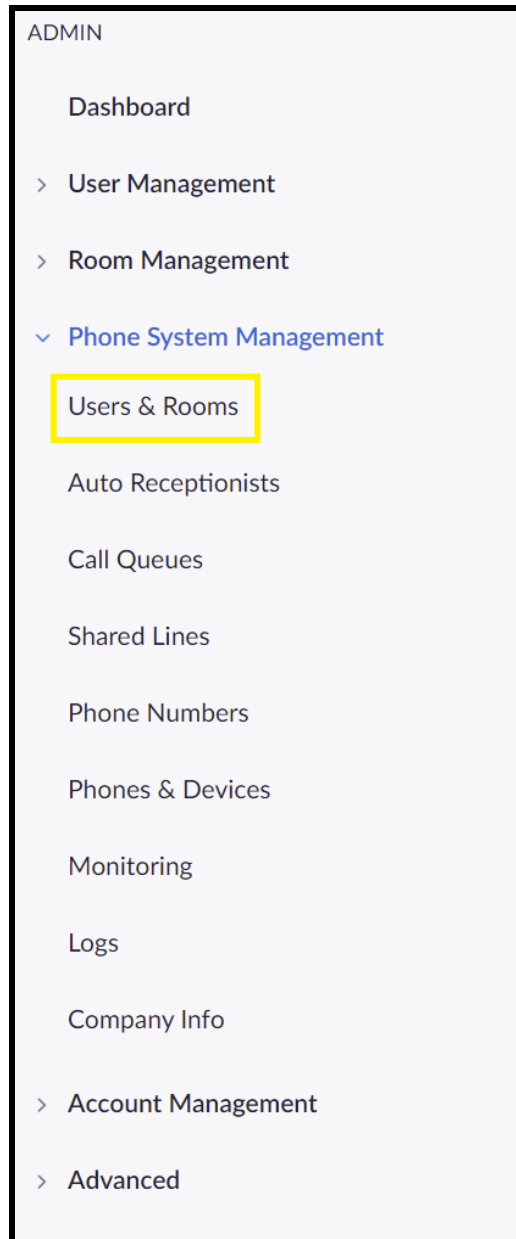 ADMIN
Dashboard
User Management
Room Management
Phone System Management
Users & Rooms
Auto Receptionists
Call Queues
Shared Lines
Phone Numbers
Phones & Devices
Monitoring
Logs
Company Info
Account Management
Advanced